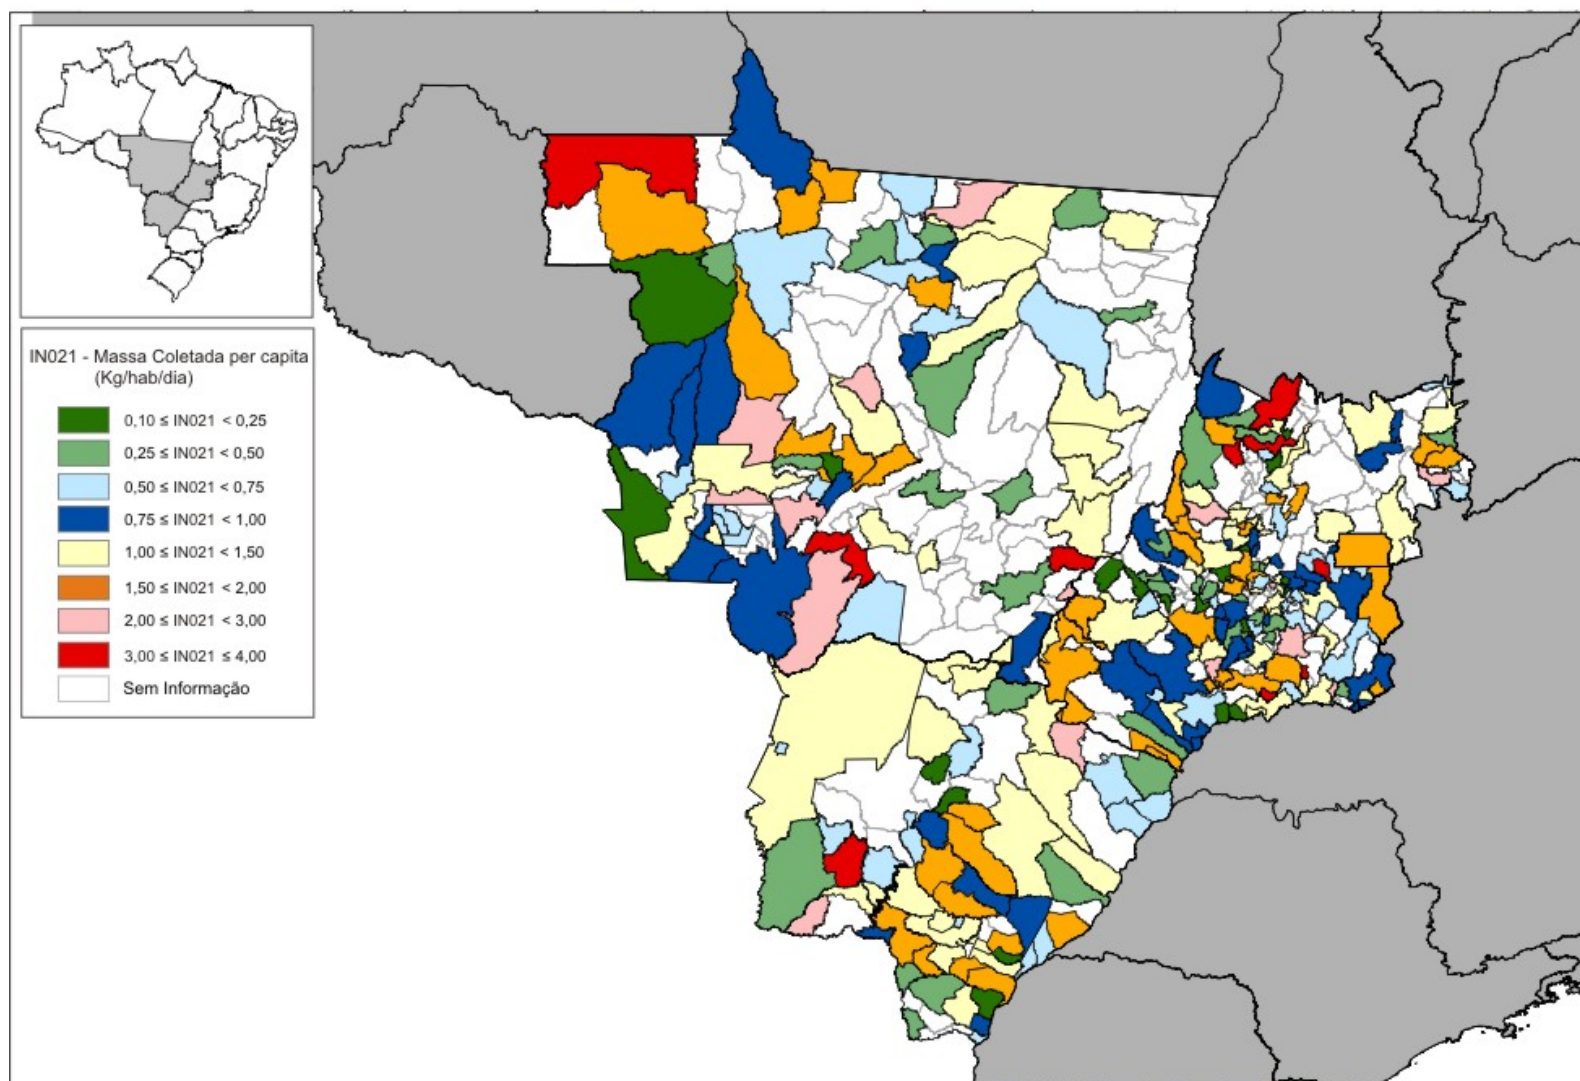 IN021 - Massa Coletada per capita
(Kg/hab/dia)
0,10 ≤ IN021 < 0,25
0,25 ≤ IN021 < 0,50
0,50 ≤ IN021 < 0,75
0,75 ≤ IN021 < 1,00
1,00 ≤ IN021 < 1,50
1,50 ≤ IN021 < 2,00
2,00 ≤ IN021 < 3,00
3,00 ≤ IN021 ≤ 4,00
Sem Informação